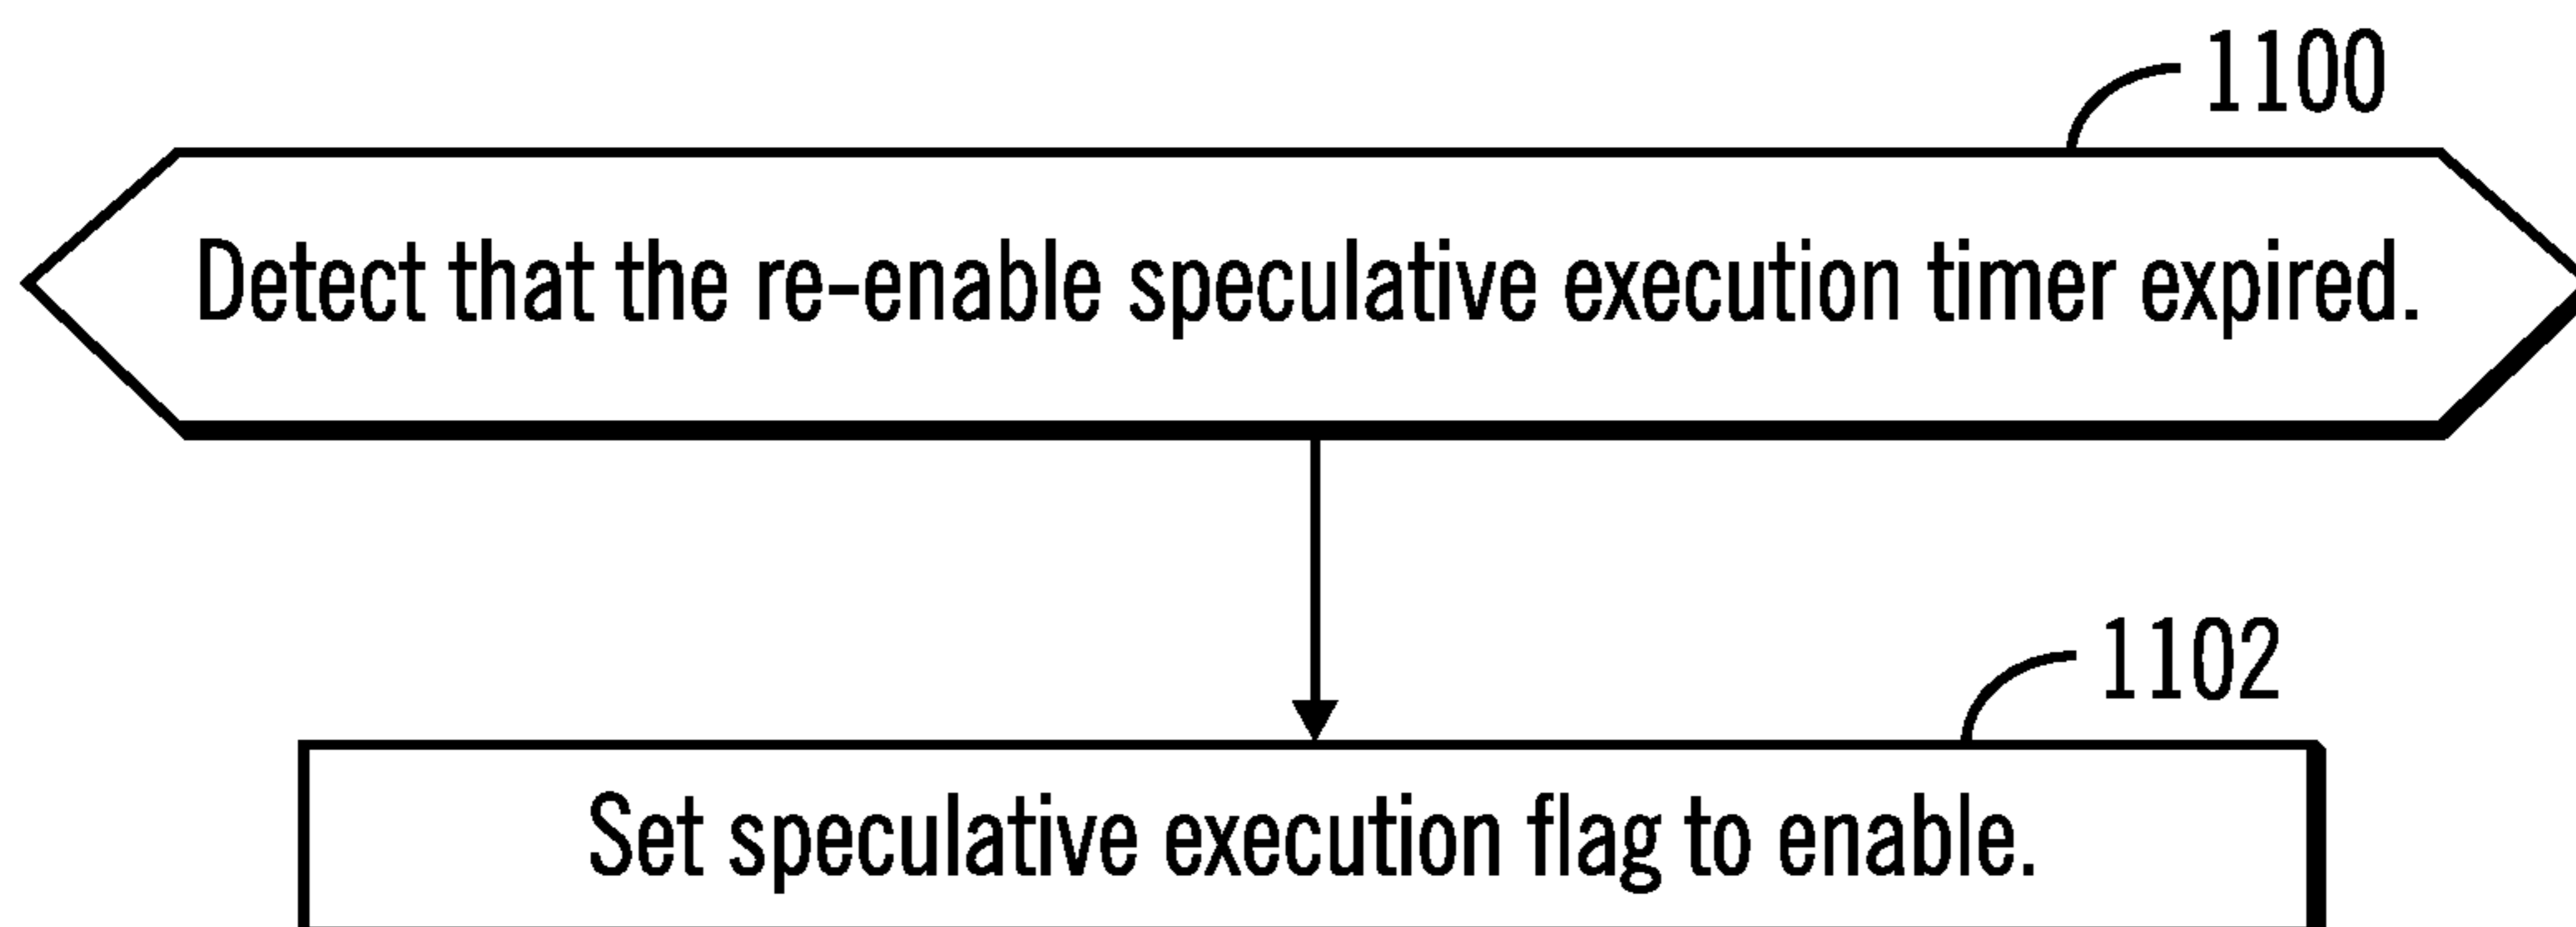 1100
Detect that the re-enable speculative execution timer expired.
1102
Set speculative execution flag to enable.